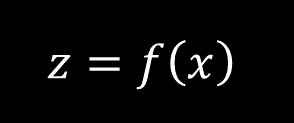 z = f(x)